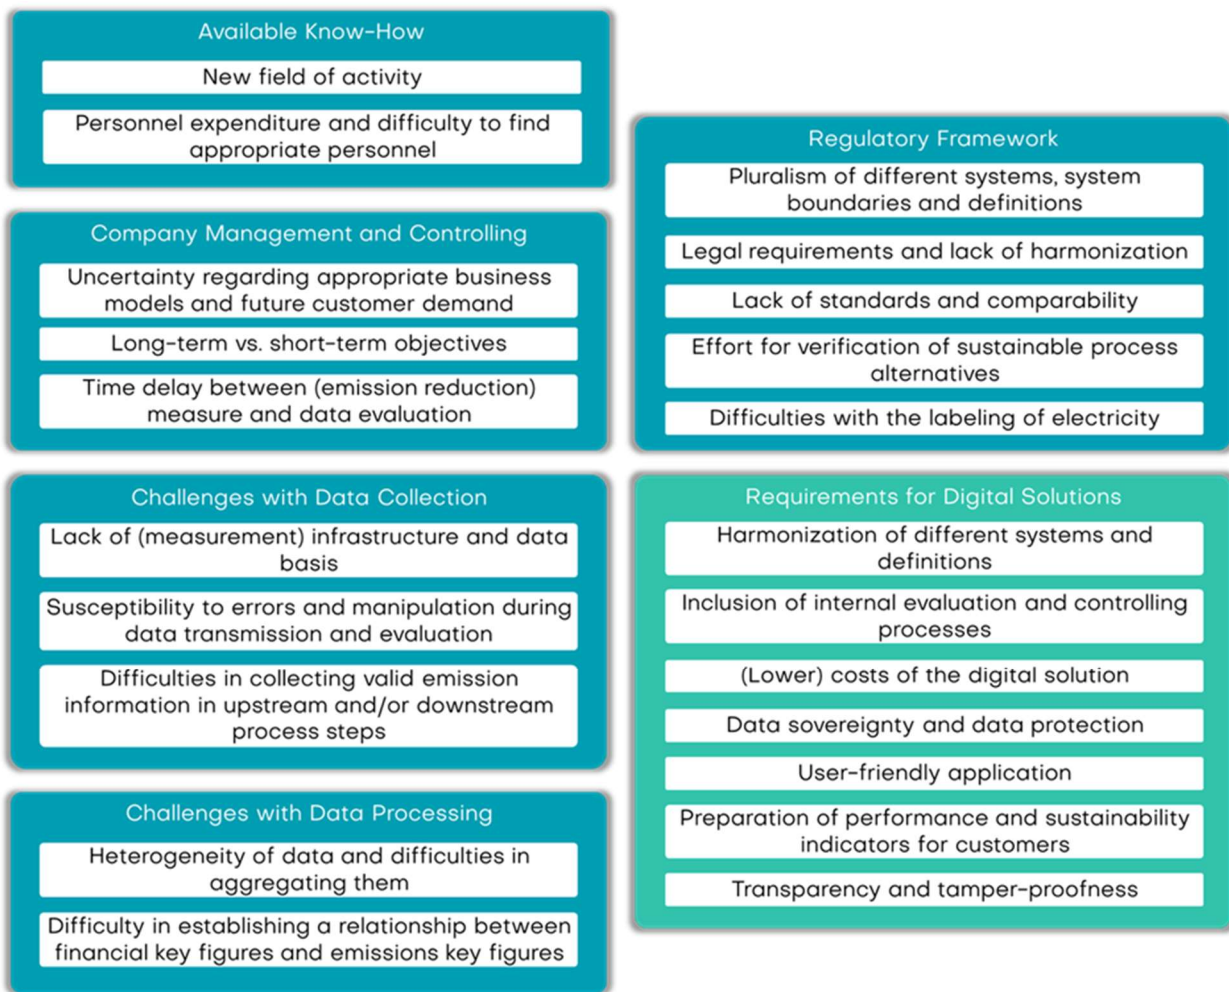 Available Know-How
New field of activity
Personnel expenditure and difficulty to find
appropriate personnel
Company Management and Controlling
Uncertainty regarding appropriate business
models and future customer demand
Long-term vs. short-term objectives
Time delay between (emission reduction)
measure and data evaluation
Challenges with Data Collection
Lack of (measurement) infrastructure and data
basis
Susceptibility to errors and manipulation during
data transmission and evaluation
Difficulties in collecting valid emission
information in upstream and/or downstream
process steps
Challenges with Data Processing
Heterogeneity of data and difficulties in
aggregating them
Difficulty in establishing a relationship between
financial key figures and emissions key figures
Regulatory Framework
Pluralism of different systems, system
boundaries and definitions
Legal requirements and lack of harmonization
Lack of standards and comparability
Effort for verification of sustainable process
alternatives
Difficulties with the labeling of electricity
Requirements for Digital Solutions
Harmonization of different systems and
definitions
Inclusion of internal evaluation and controlling
processes
(Lower) costs of the digital solution
Data sovereignty and data protection
User-friendly application
Preparation of performance and sustainability
indicators for customers
Transparency and tamper-proofness